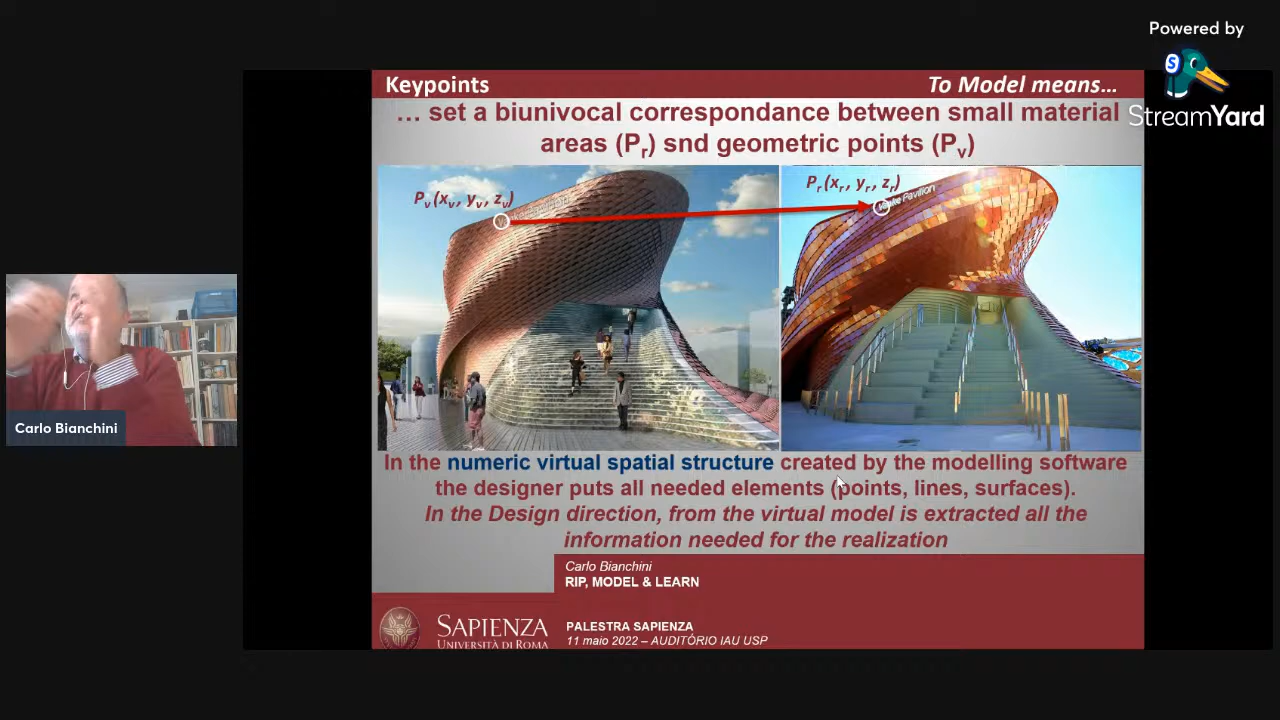 Powered by
StreamYard
Keypoints
To Model means...
... set a biunivocal correspondance between small material
areas (Pr) snd geometric points (Pv)
Pv (xv, yv, zv)
Pr (xr, yr, zr)
Vanke Pavilion
In the numeric virtual spatial structure created by the modelling software
the designer puts all needed elements (points, lines, surfaces).
In the Design direction, from the virtual model is extracted all the
information needed for the realization
Carlo Bianchini
Carlo Bianchini
RIP, MODEL & LEARN
SAPIENZA
UNIVERSITÀ DI ROMA
PALESTRA SAPIENZA
11 maio 2022 – AUDITÓRIO IAU USP